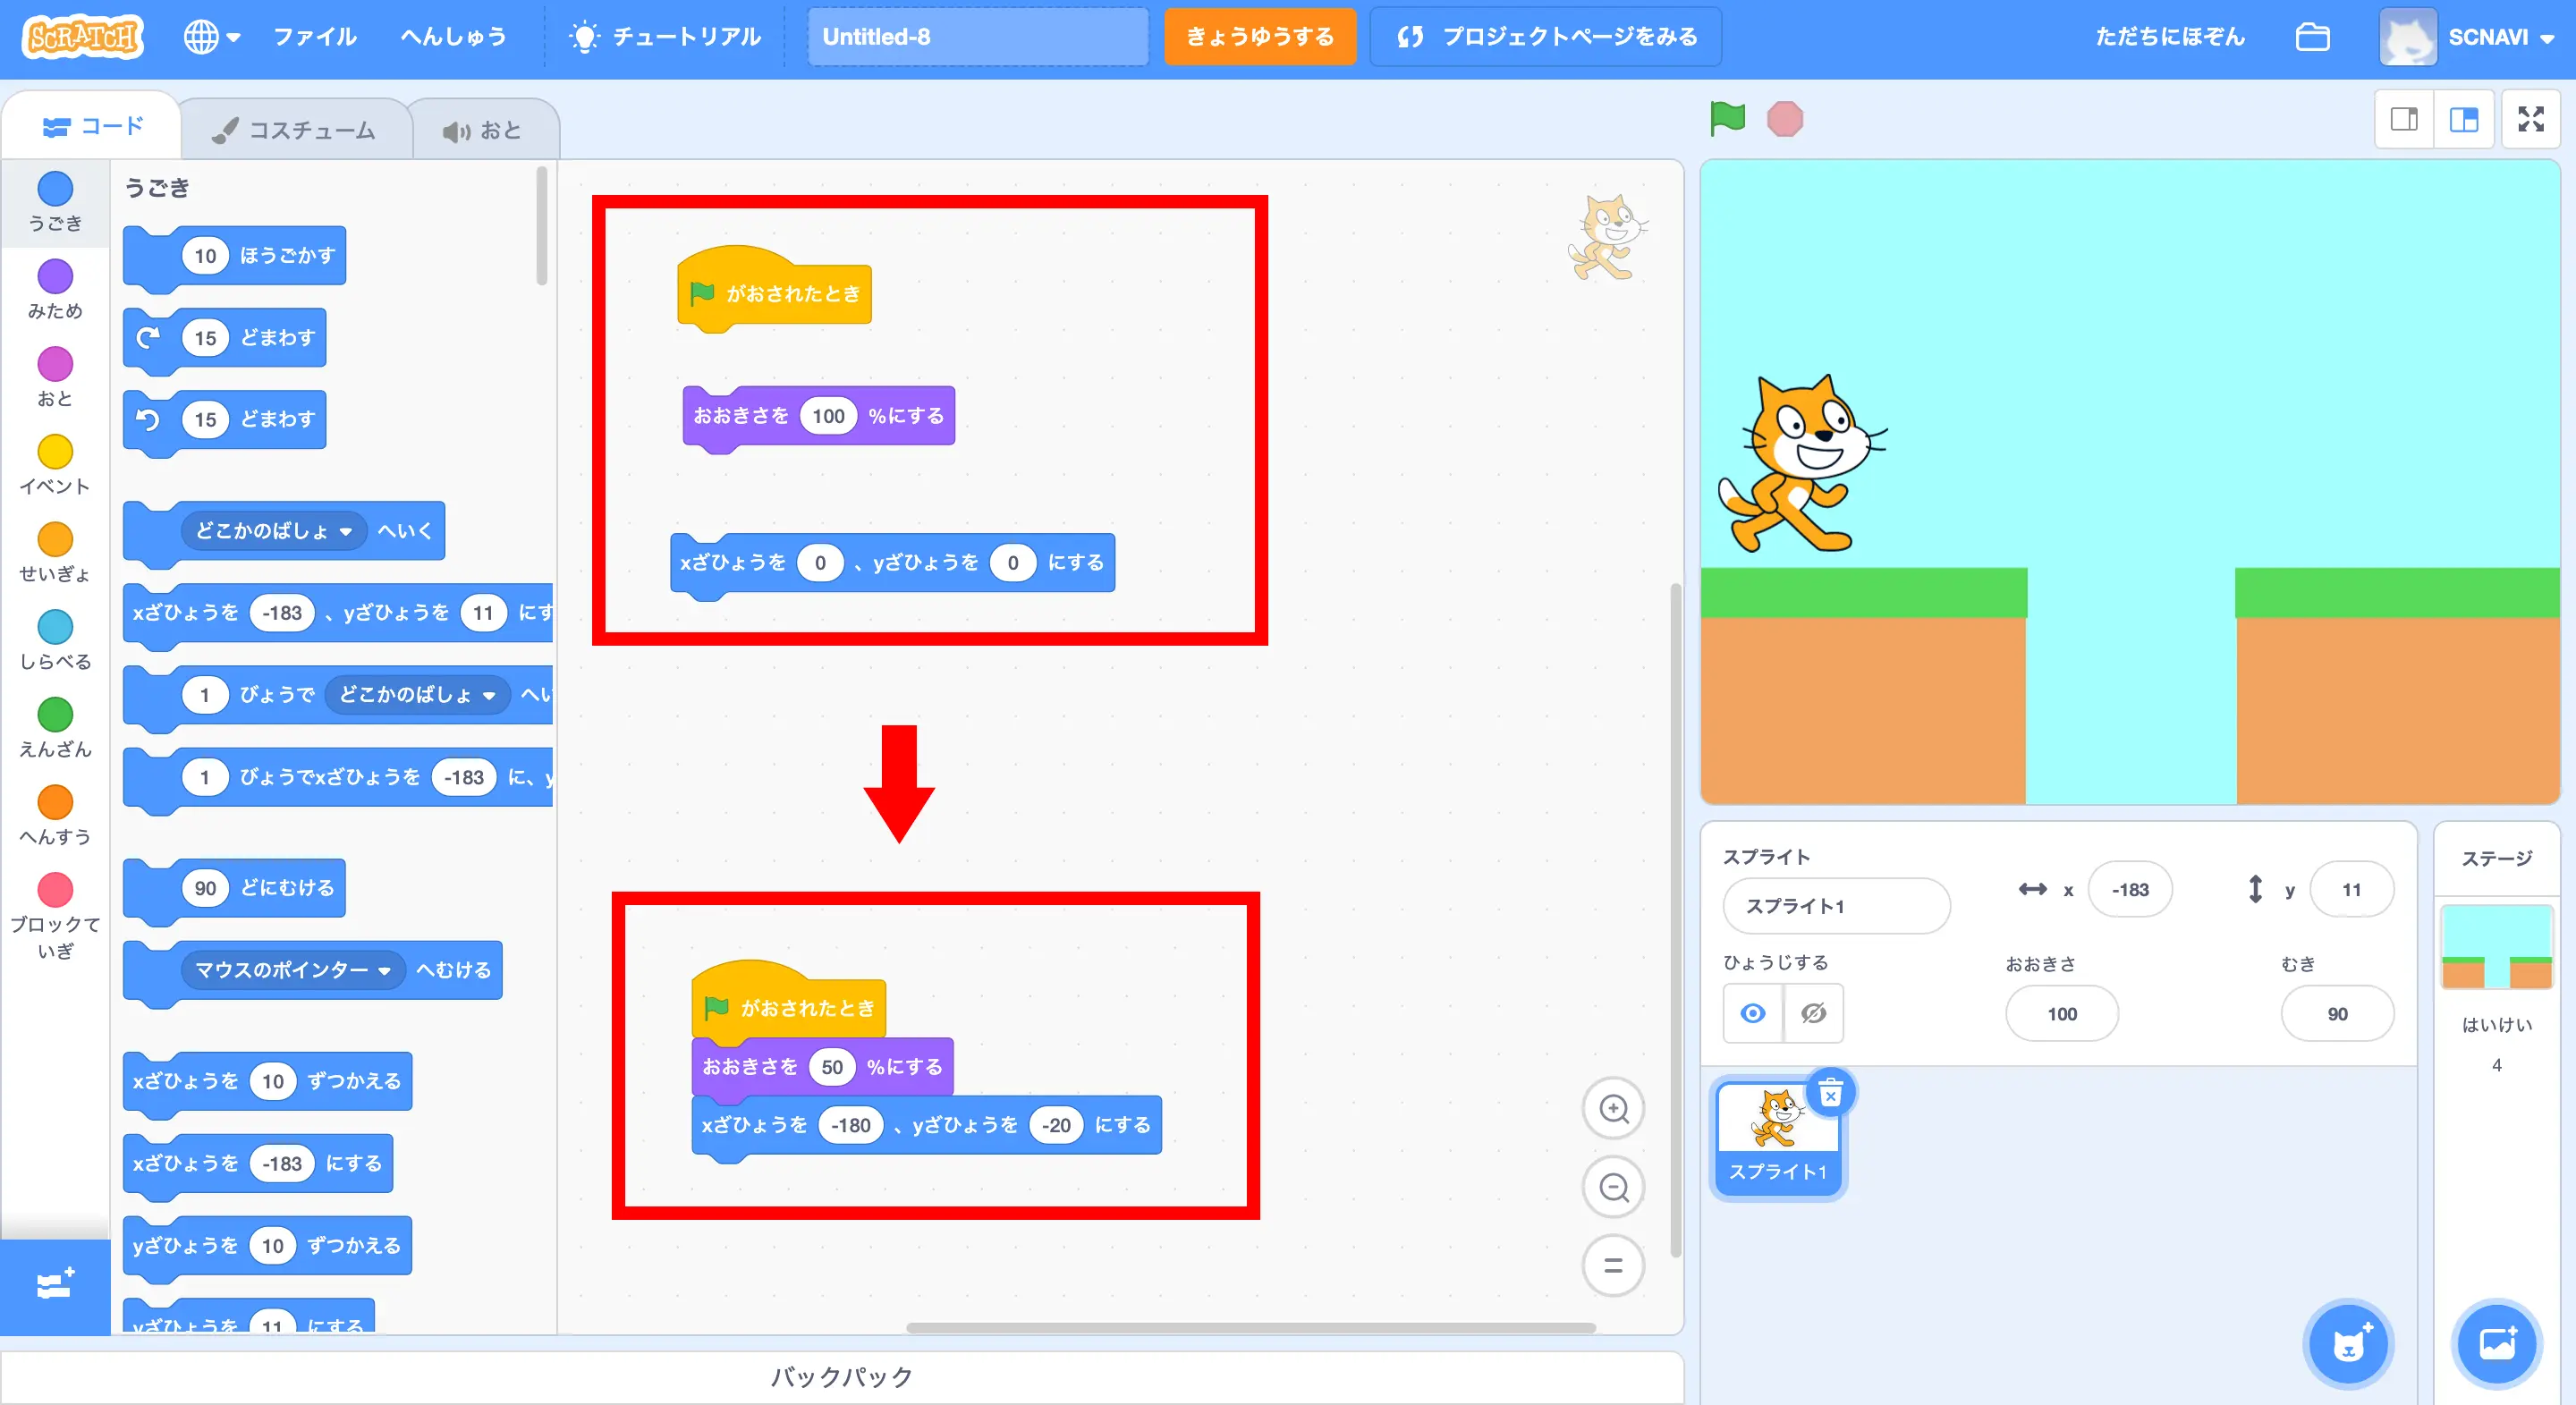 SCRATCH
ファイル
へんしゅう
チュートリアル
Untitled-8
きょうゆうする
プロジェクトページをみる
ただちにほぞん
SCNAVI
コード
コスチューム
おと
うごき
みため
おと
イベント
せいぎょ
しらべる
えんざん
へんすう
ブロックて
いぎ
うごき
10 ほうごかす
15 どまわす
15 どまわす
どこかのばしょ へいく
xざひょうを -183 、yざひょうを 11 にす
1 びょうで どこかのばしょ へい
1 びょうでxざひょうを -183 に、y
90 どにむける
マウスのポインター へむける
xざひょうを 10 ずつかえる
xざひょうを -183 にする
yざひょうを 10 ずつかえる
yざひょうを 11 にする
がおされたとき
おおきさを 100 %にする
xざひょうを 0 、yざひょうを 0 にする
がおされたとき
おおきさを 50 %にする
xざひょうを -180 、yざひょうを -20 にする
バックパック
スプライト
スプライト1
x -183
y 11
ひょうじする
おおきさ
100
むき
90
スプライト1
ステージ
はいけい
4